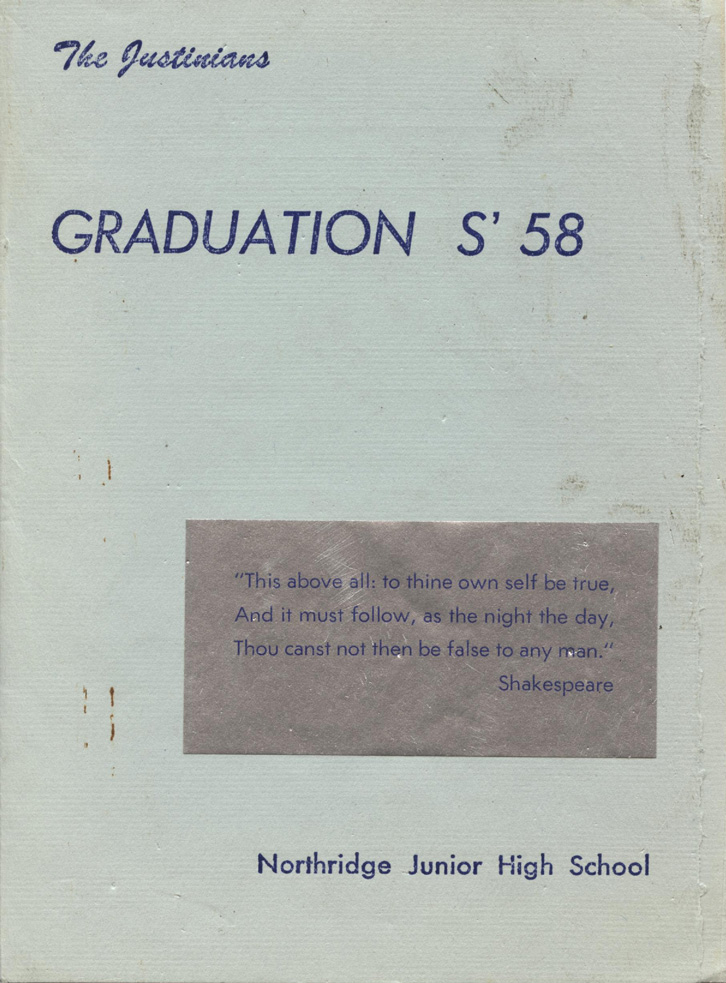 The Justinians
GRADUATION S' 58
"This above all: to thine own self be true,
And it must follow, as the night the day,
Thou canst not then be false to any man."
Shakespeare
Northridge Junior High School